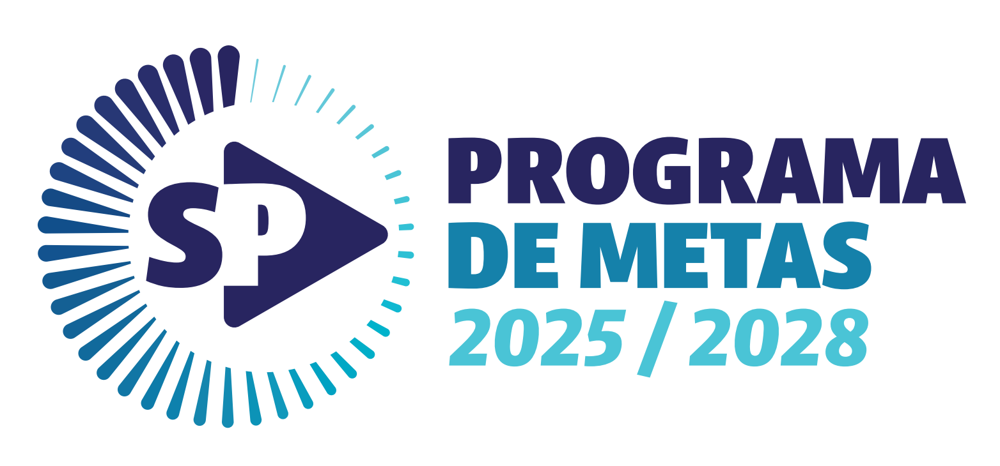 SP
PROGRAMA
DE METAS
2025 / 2028